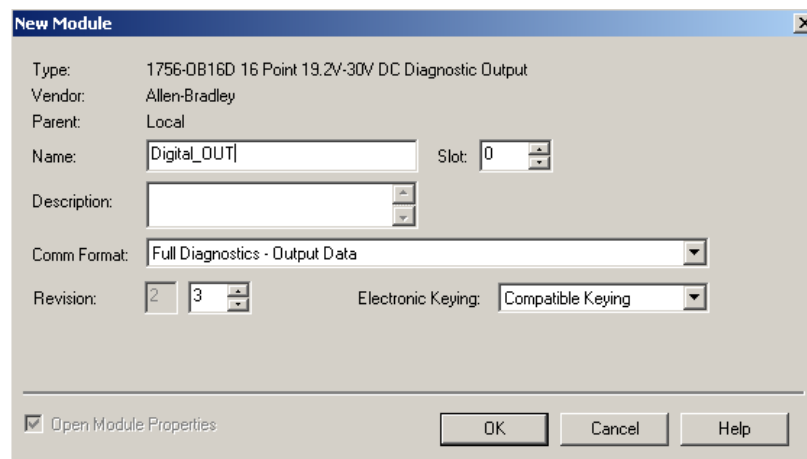 New Module
Type: 1756-OB16D 16 Point 19.2V-30V DC Diagnostic Output
Vendor: Allen-Bradley
Parent: Local
Name: Digital_OUT Slot: 0
Description:
Comm Format: Full Diagnostics - Output Data
Revision: 2 3 Electronic Keying: Compatible Keying
Open Module Properties OK Cancel Help